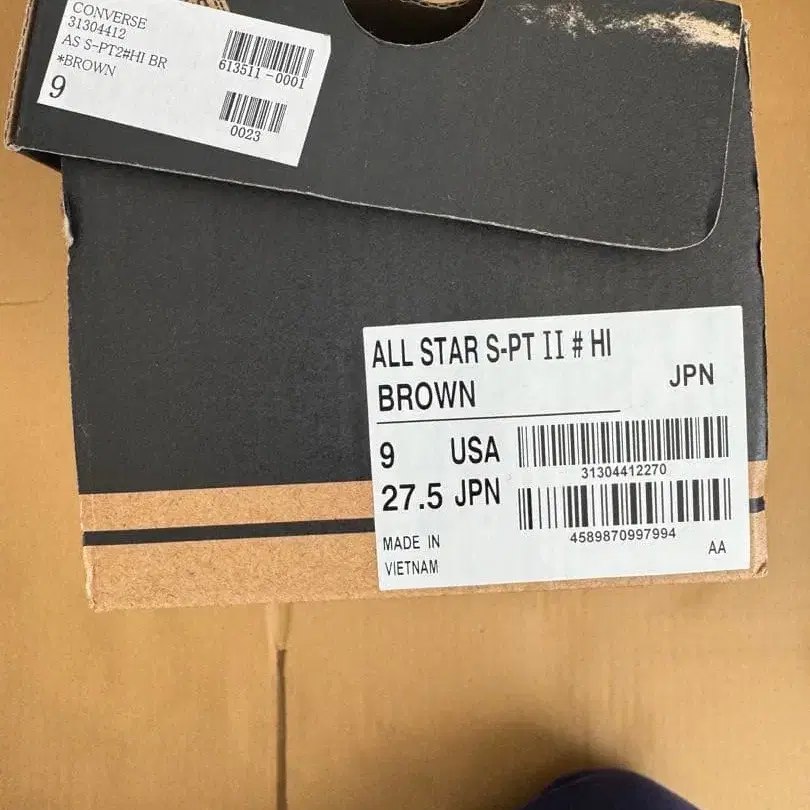 CONVERSE
31304412
AS S-PT2#HI BR
*BROWN
9
613511-0001
0023
ALL STAR S-PT II # HI
BROWN
JPN
9 USA
27.5 JPN
31304412270
4589870997994
MADE IN
VIETNAM
AA